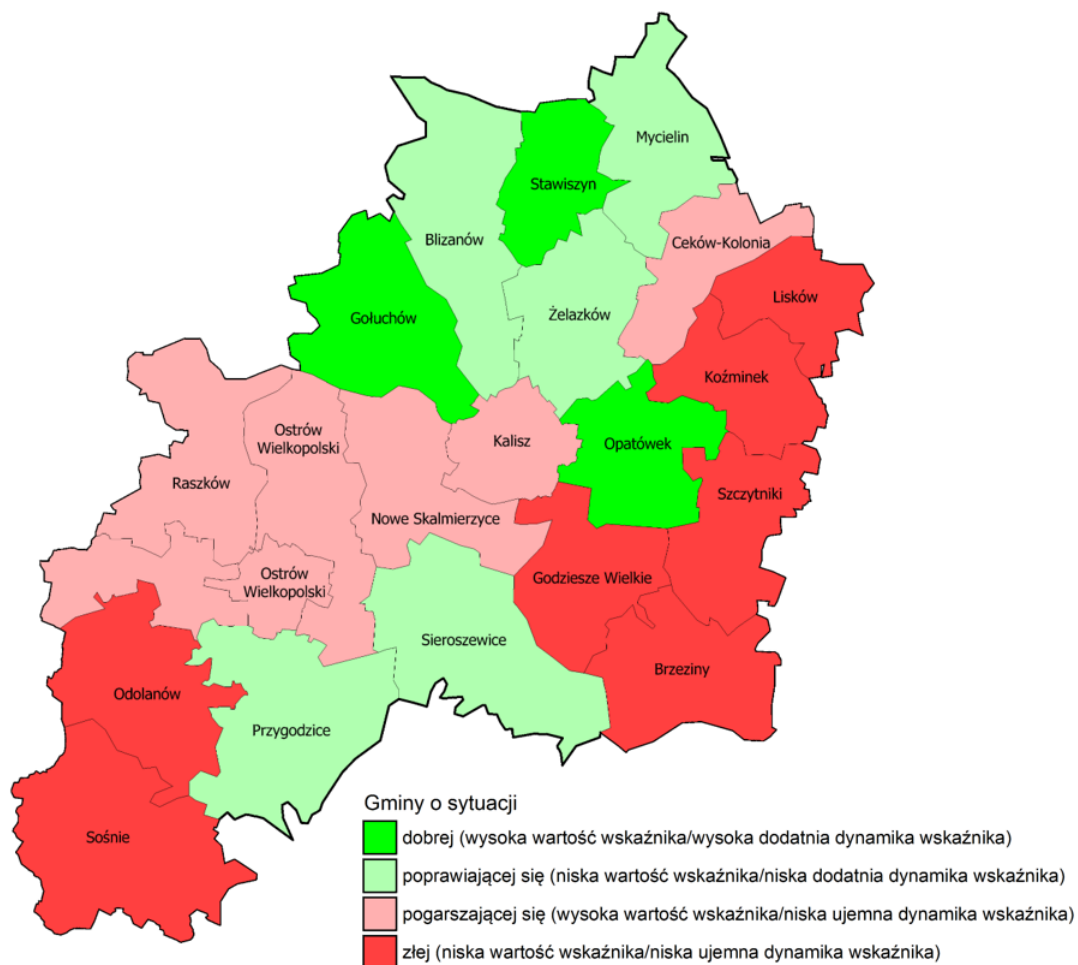 Mycielin
Stawiszyn
Blizanów
Ceków-Kolonia
Lisków
Gołuchów
Żelazków
Koźminek
Ostrów
Wielkopolski
Kalisz
Opatówek
Raszków
Szczytniki
Nowe Skalmierzyce
Ostrów
Wielkopolski
Godziesze Wielkie
Sieroszewice
Brzeziny
Odolanów
Przygodzice
Sośnie
Gminy o sytuacji
dobrej (wysoka wartość wskaźnika/wysoka dodatnia dynamika wskaźnika)
poprawiającej się (niska wartość wskaźnika/niska dodatnia dynamika wskaźnika)
pogarszającej się (wysoka wartość wskaźnika/niska ujemna dynamika wskaźnika)
złej (niska wartość wskaźnika/niska ujemna dynamika wskaźnika)